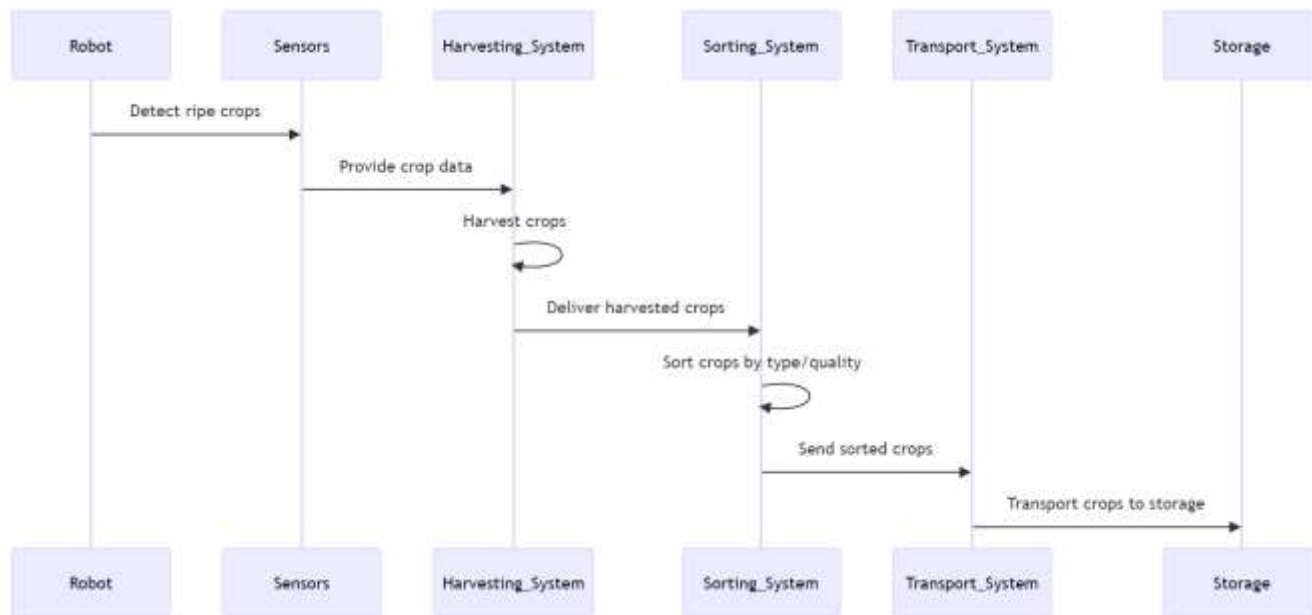 Robot
Sensors
Harvesting_System
Sorting_System
Transport_System
Storage
Detect ripe crops
Provide crop data
Harvest crops
Deliver harvested crops
Sort crops by type/quality
Send sorted crops
Transport crops to storage
Robot
Sensors
Harvesting_System
Sorting_System
Transport_System
Storage